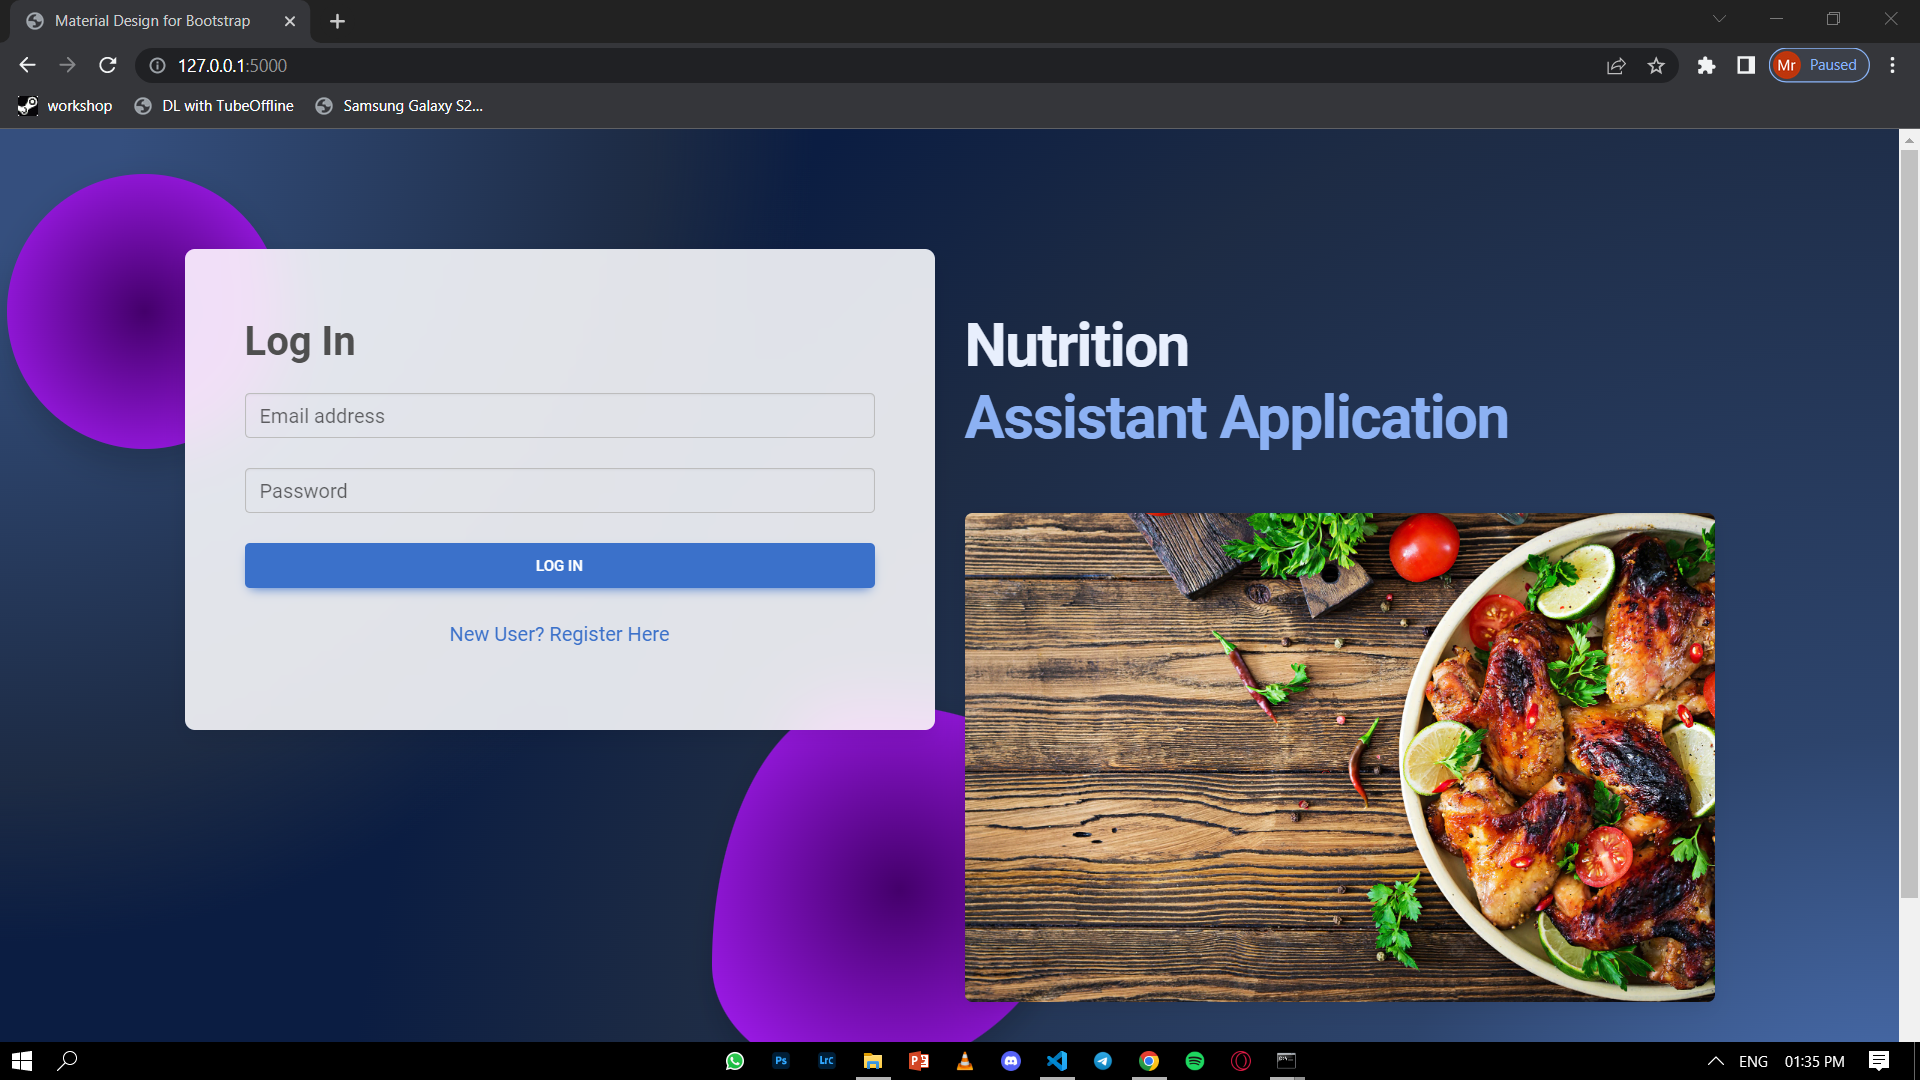 Material Design for Bootstrap
127.0.0.1:5000
Mr Paused
workshop DL with TubeOffline Samsung Galaxy S2...
Log In
Email address
Password
LOG IN
New User? Register Here
Nutrition
Assistant Application
Ps LrC P
ENG 01:35 PM